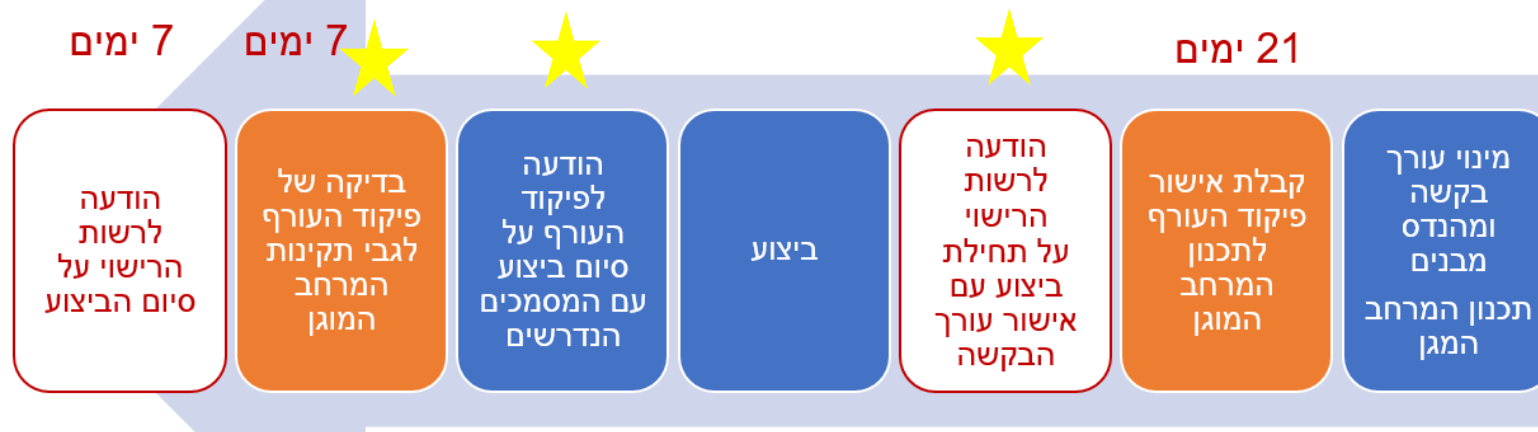 21 ימים
7 ימים
7 ימים
מינוי עורך
בקשה
ומהנדס
מבנים
תכנון המרחב
המגן
קבלת אישור
פיקוד העורף
לתכנון
המרחב
המוגן
הודעה
לרשות
הרישוי
על תחילת
ביצוע עם
אישור עורך
הבקשה
ביצוע
הודעה
לפיקוד
העורף על
סיום ביצוע
עם המסמכים
הנדרשים
בדיקה של
פיקוד העורף
לגבי תקינות
המרחב
המוגן
הודעה
לרשות
הרישוי על
סיום הביצוע